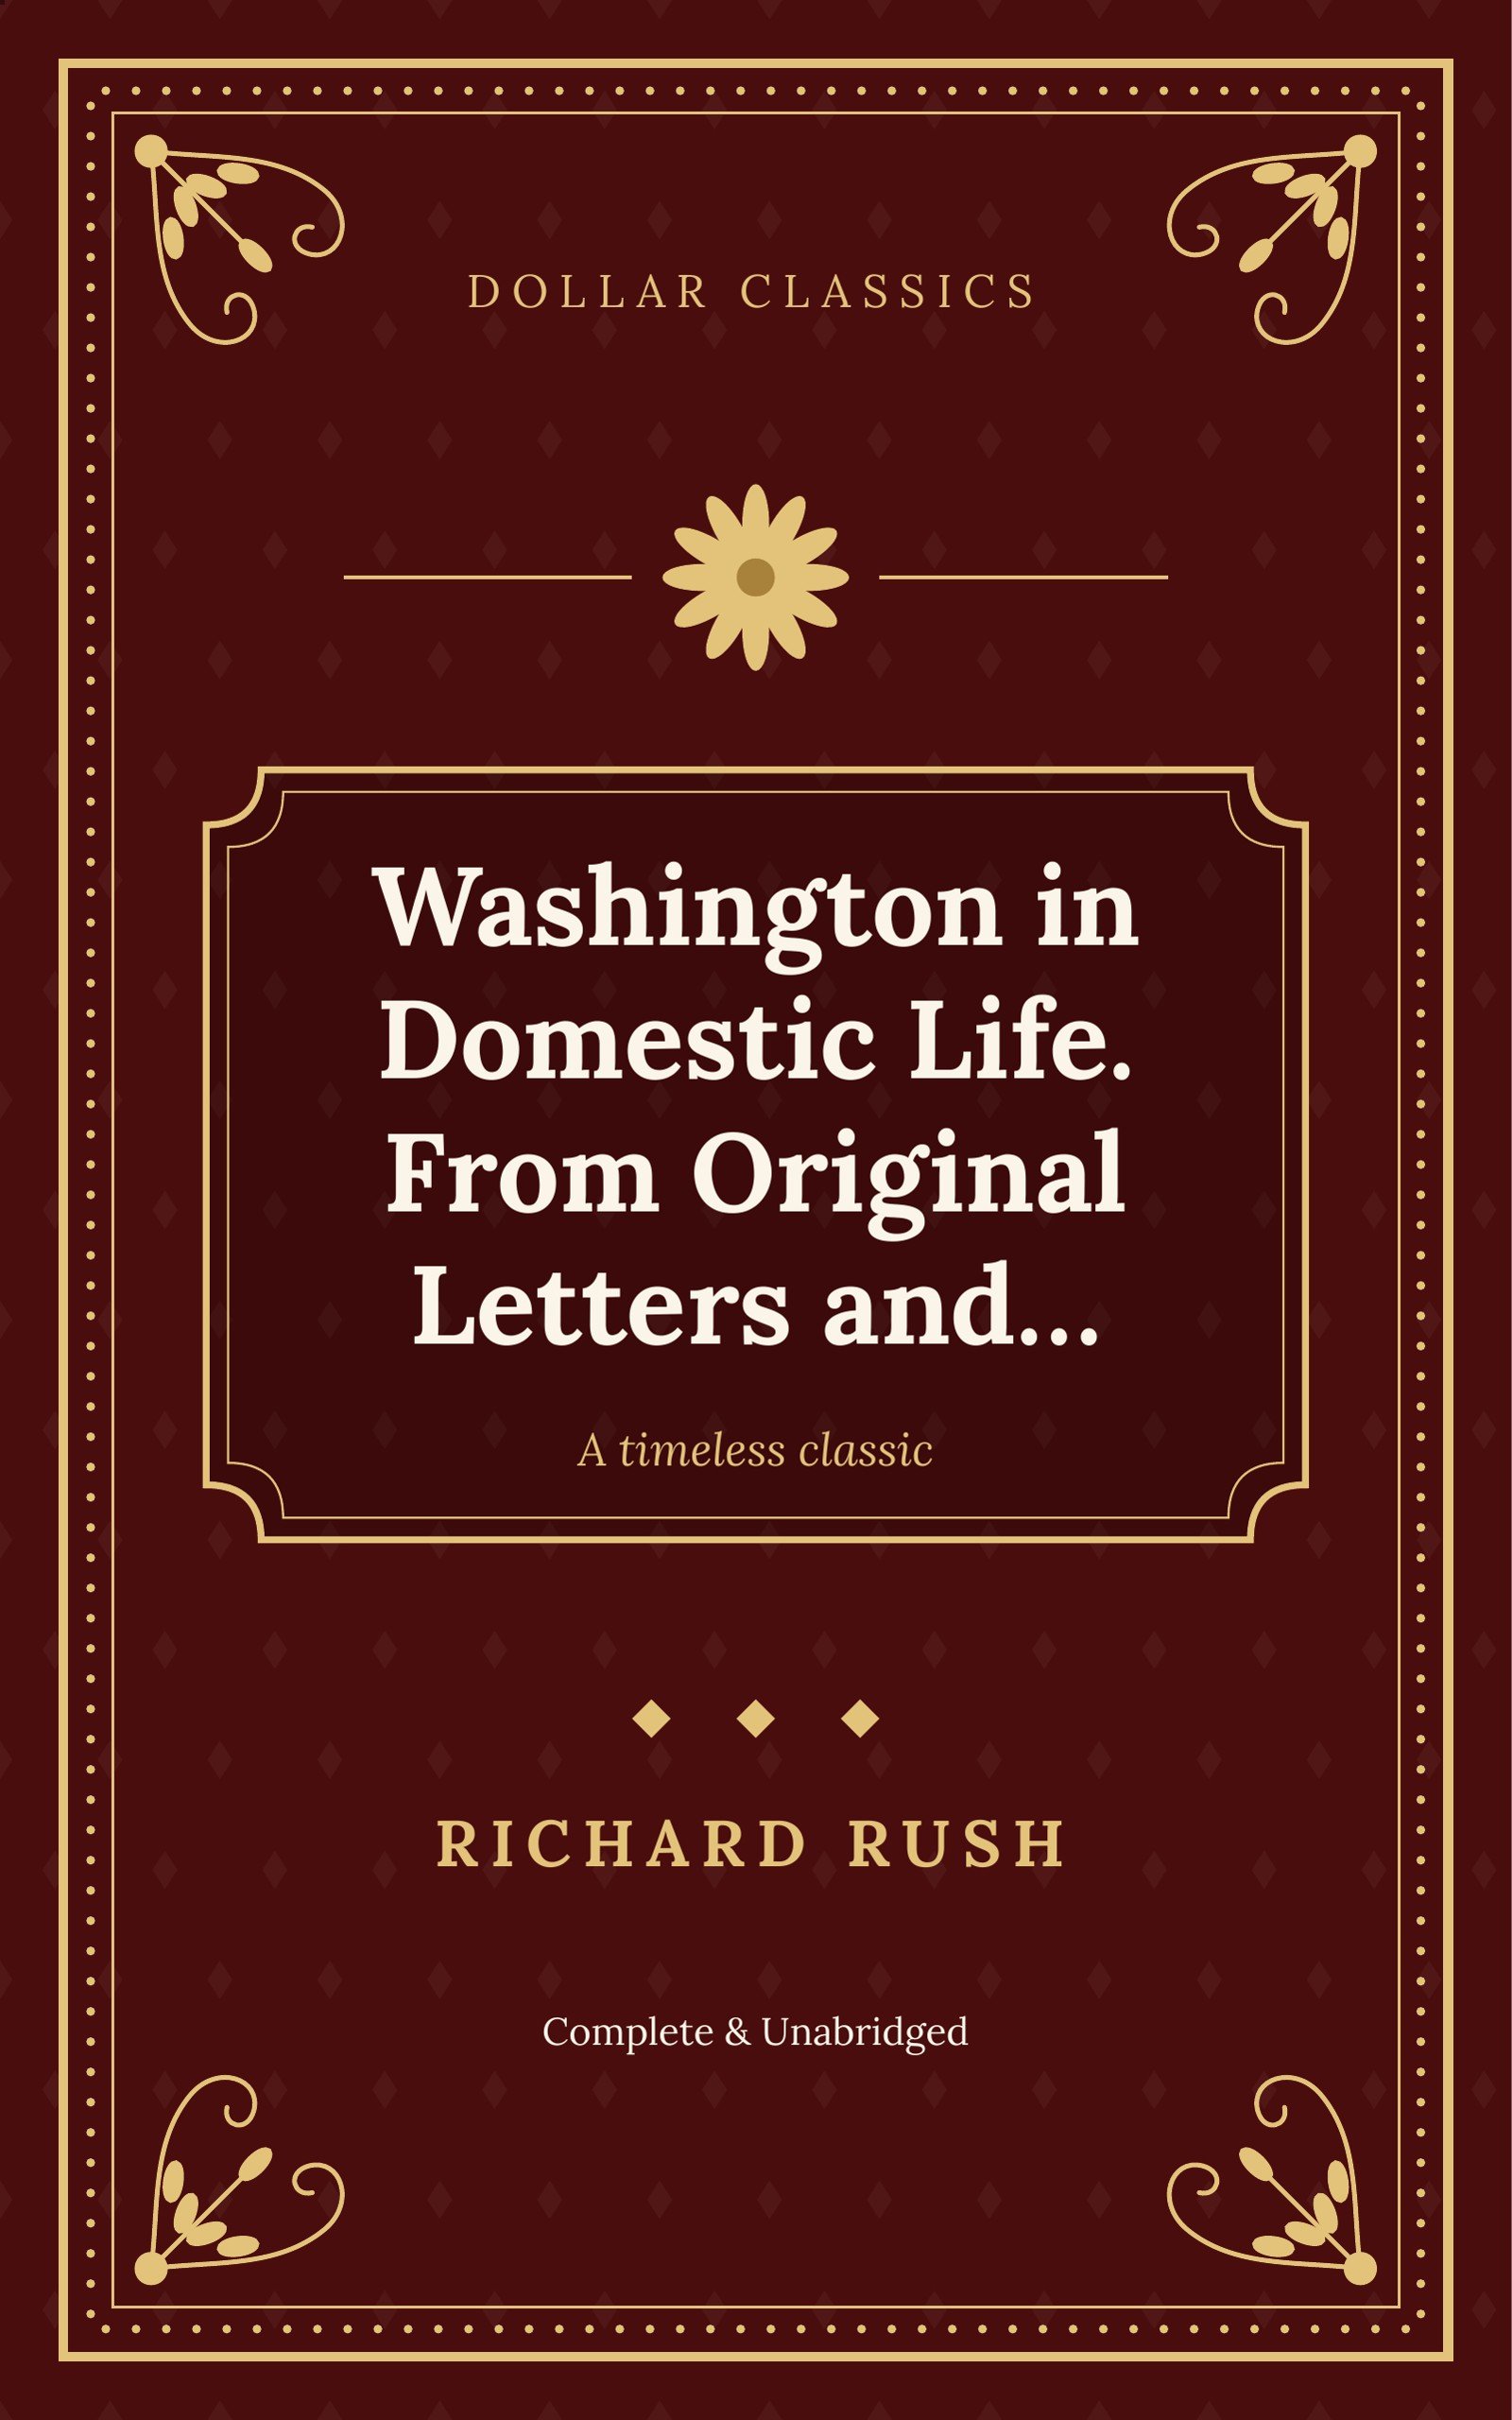 DOLLAR CLASSICS
Washington in
Domestic Life.
From Original
Letters and...
A timeless classic
RICHARD RUSH
Complete & Unabridged